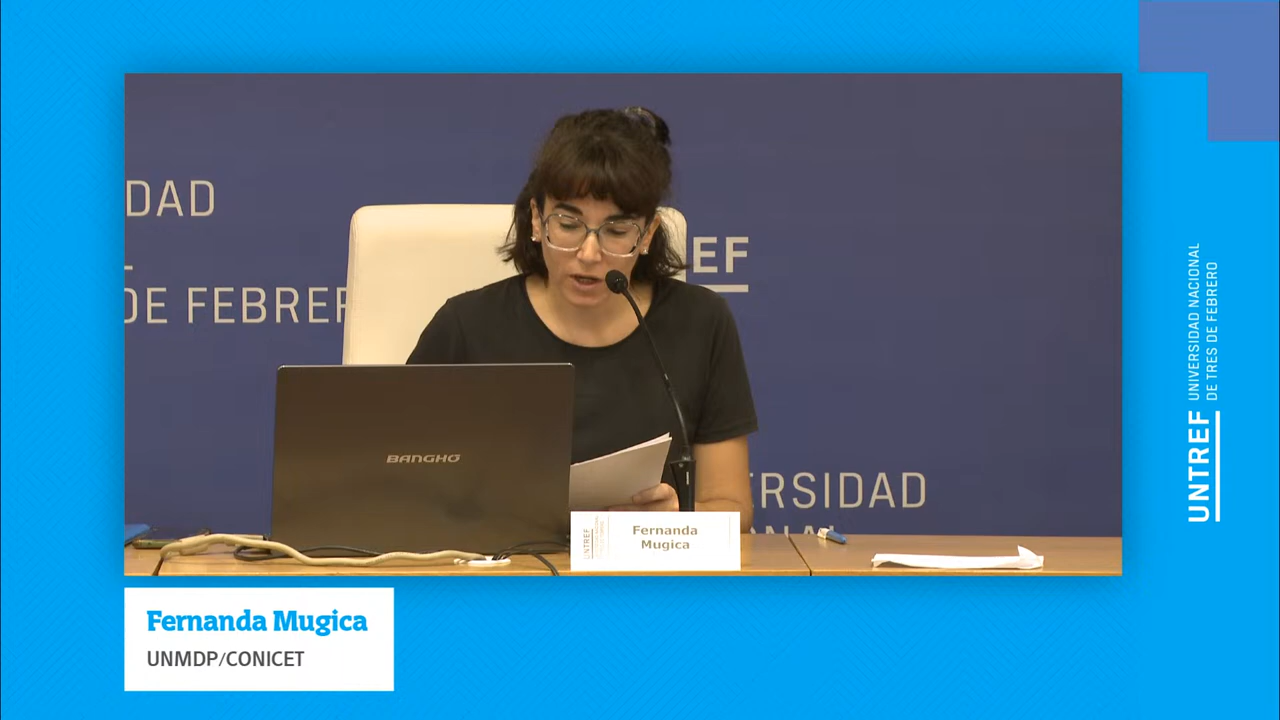 DAD
DE FEBRER
EF
ERSIDAD
BANGHO
UNTREF
Fernanda
Mugica
Fernanda Mugica
UNMDP/CONICET
UNTREF
UNIVERSIDAD NACIONAL
DE TRES DE FEBRERO